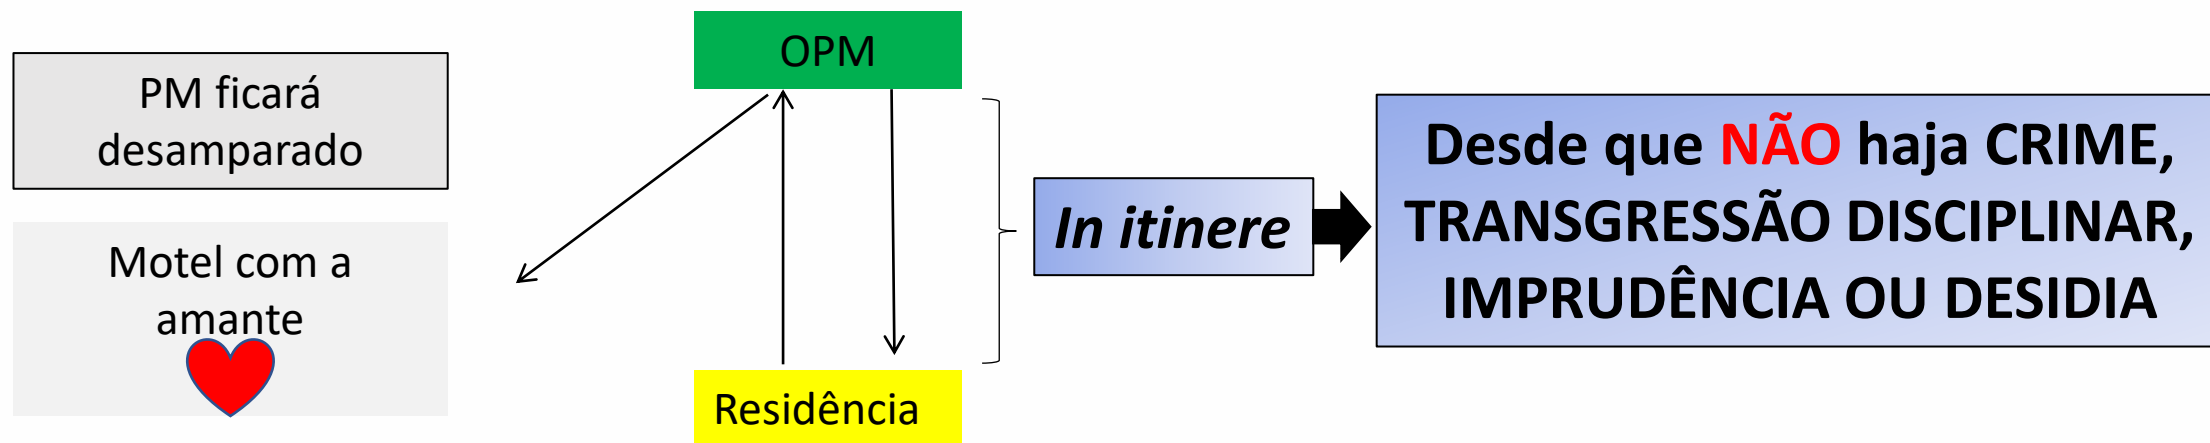 PM ficará
desamparado
Motel com a
amante
OPM
Residência
In itinere
Desde que NÃO haja CRIME,
TRANSGRESSÃO DISCIPLINAR,
IMPRUDÊNCIA OU DESIDIA